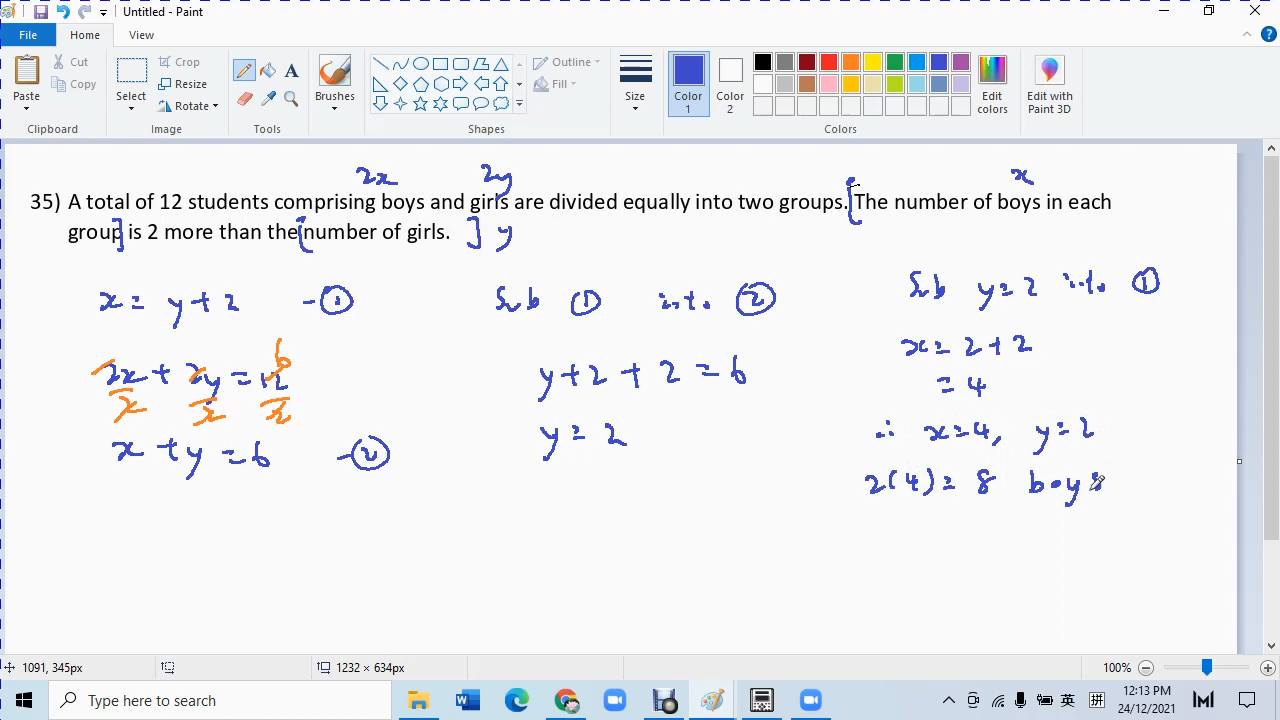 Untitled - Paint
File Home View
Paste Cut Copy Clipboard
Select Crop Resize Rotate Image
A Tools
Brushes
Outline Fill Shapes
Size
Color 1 Color 2 Edit colors Colors
Edit with Paint 3D
2x 2y x
35) A total of 12 students comprising boys and girls are divided equally into two groups. [The number of boys in each
group] is 2 more than the [number of girls. ] y
x = y + 2 - ①
2x + 2y = 12 6
2 2 2
x + y = 6 - ②
Sub ① into ②
y + 2 + 2 = 6
y = 2
Sub y = 2 into ①
x = 2 + 2
= 4
∴ x = 4, y = 2
2(4) = 8 boys
1091, 345px 1232 × 634px 100%
Type here to search
英 拼 12:13 PM
24/12/2021